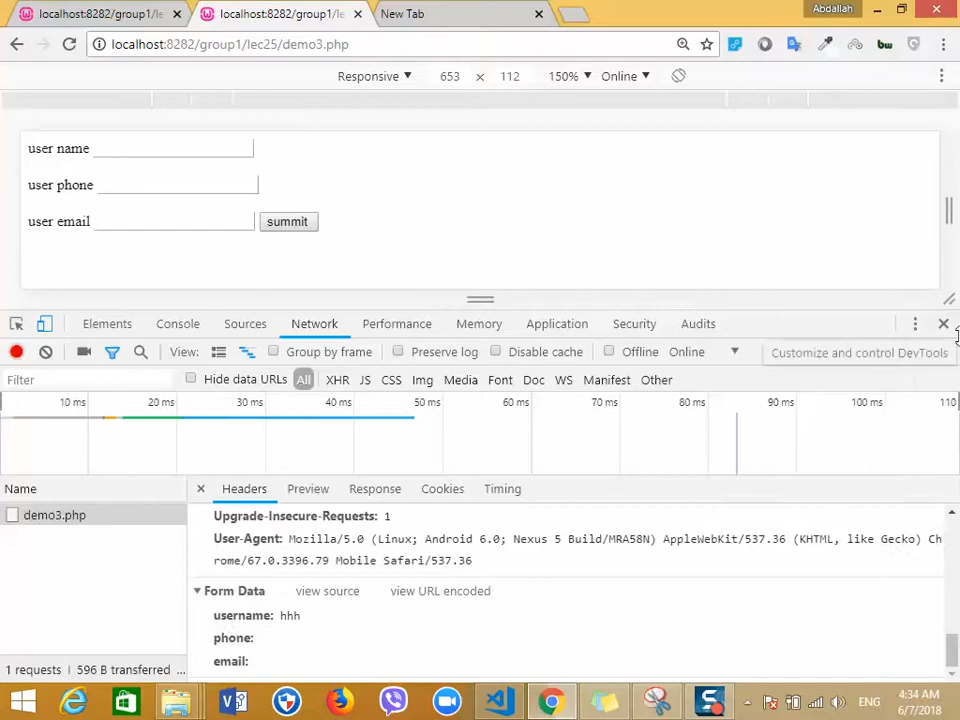 localhost:8282/group1/le
localhost:8282/group1/le
New Tab
Abdallah
localhost:8282/group1/lec25/demo3.php
bw
Responsive 653 × 112 150% Online
user name
user phone
user email summit
Elements Console Sources Network Performance Memory Application Security Audits
View: Group by frame Preserve log Disable cache Offline Online
Customize and control DevTools
Filter Hide data URLs All XHR JS CSS Img Media Font Doc WS Manifest Other
10 ms 20 ms 30 ms 40 ms 50 ms 60 ms 70 ms 80 ms 90 ms 100 ms 110
Name Headers Preview Response Cookies Timing
demo3.php
Upgrade-Insecure-Requests: 1
User-Agent: Mozilla/5.0 (Linux; Android 6.0; Nexus 5 Build/MRA58N) AppleWebKit/537.36 (KHTML, like Gecko) Ch
rome/67.0.3396.79 Mobile Safari/537.36
Form Data view source view URL encoded
username: hhh
phone:
email:
1 requests | 596 B transferred ...
ENG
4:34 AM
6/7/2018